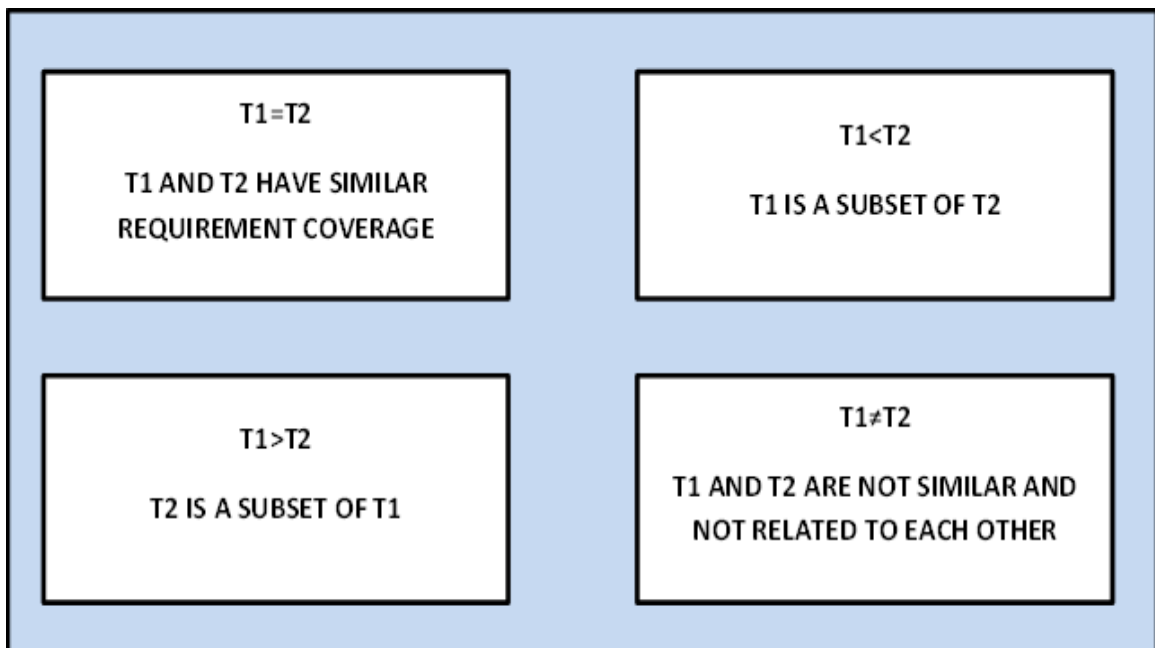 T1=T2
T1 AND T2 HAVE SIMILAR
REQUIREMENT COVERAGE
T1<T2
T1 IS A SUBSET OF T2
T1>T2
T2 IS A SUBSET OF T1
T1≠T2
T1 AND T2 ARE NOT SIMILAR AND
NOT RELATED TO EACH OTHER